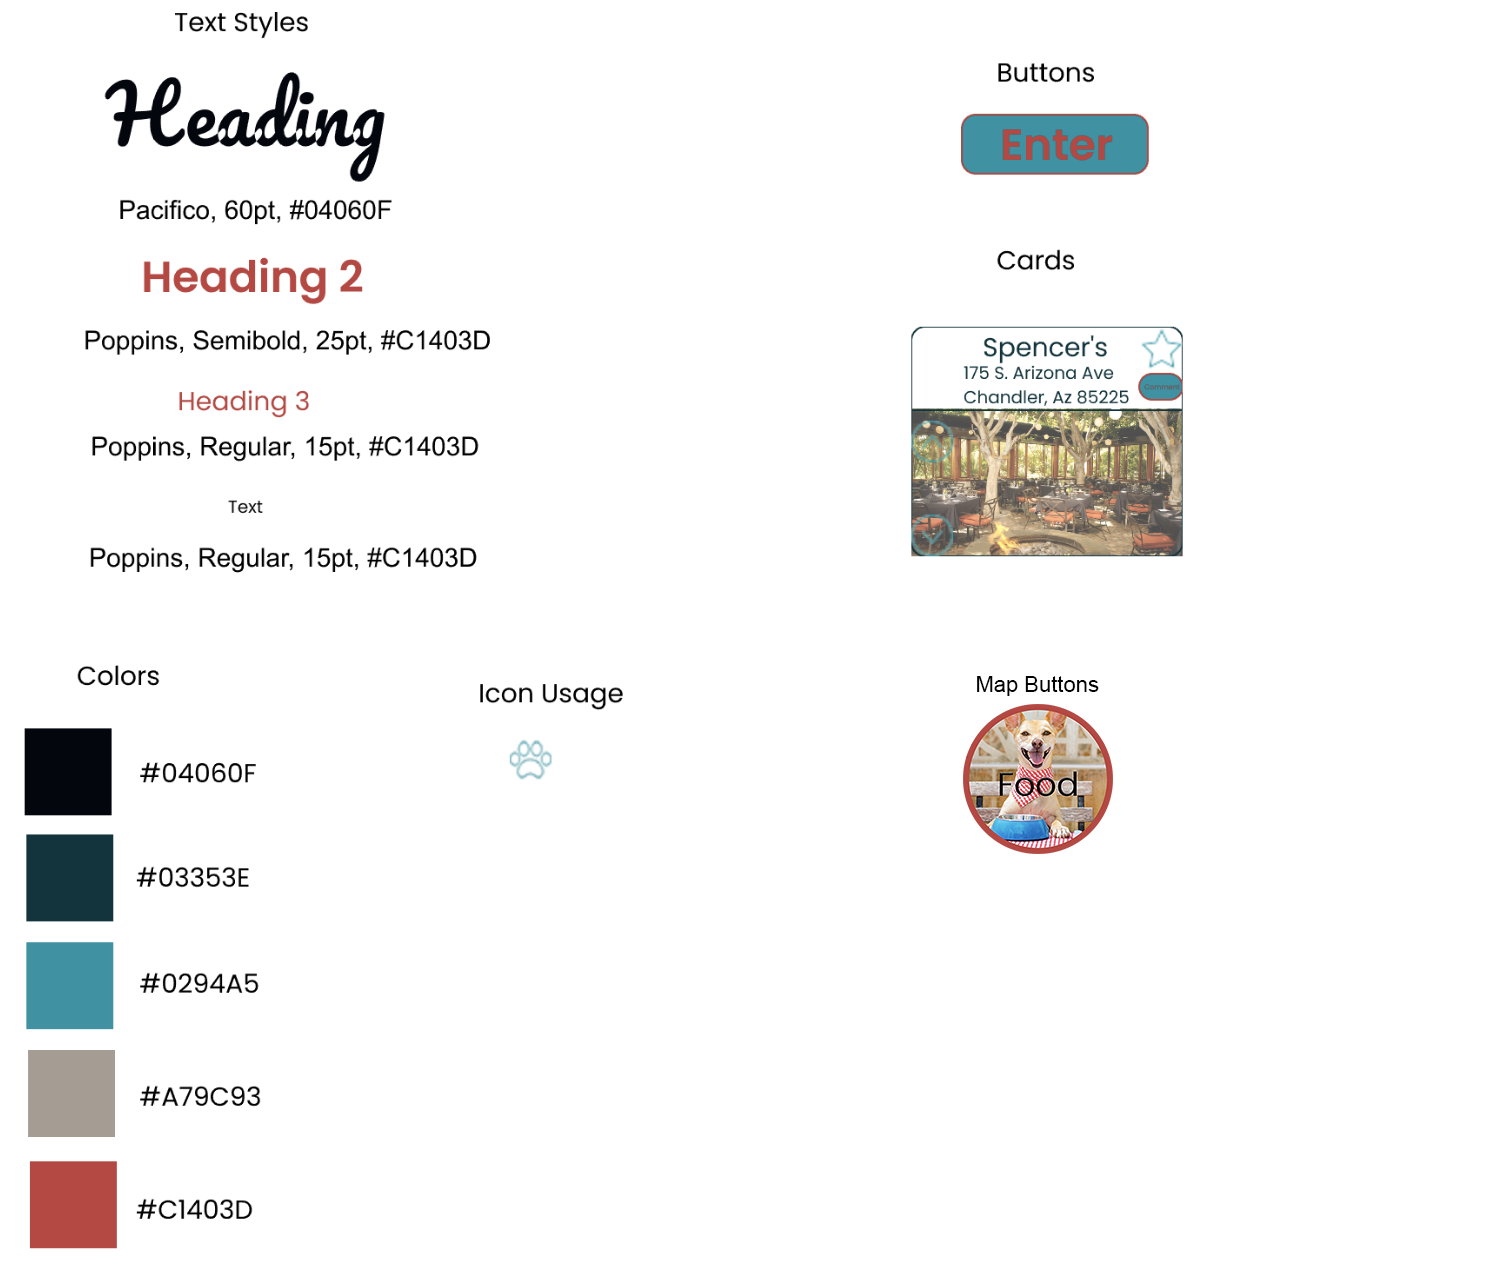 Text Styles
Heading
Pacifico, 60pt, #04060F
Heading 2
Poppins, Semibold, 25pt, #C1403D
Heading 3
Poppins, Regular, 15pt, #C1403D
Text
Poppins, Regular, 15pt, #C1403D
Colors
#04060F
#03353E
#0294A5
#A79C93
#C1403D
Icon Usage
Buttons
Enter
Cards
Spencer's
175 S. Arizona Ave
Chandler, Az 85225
Comment
Map Buttons
Food